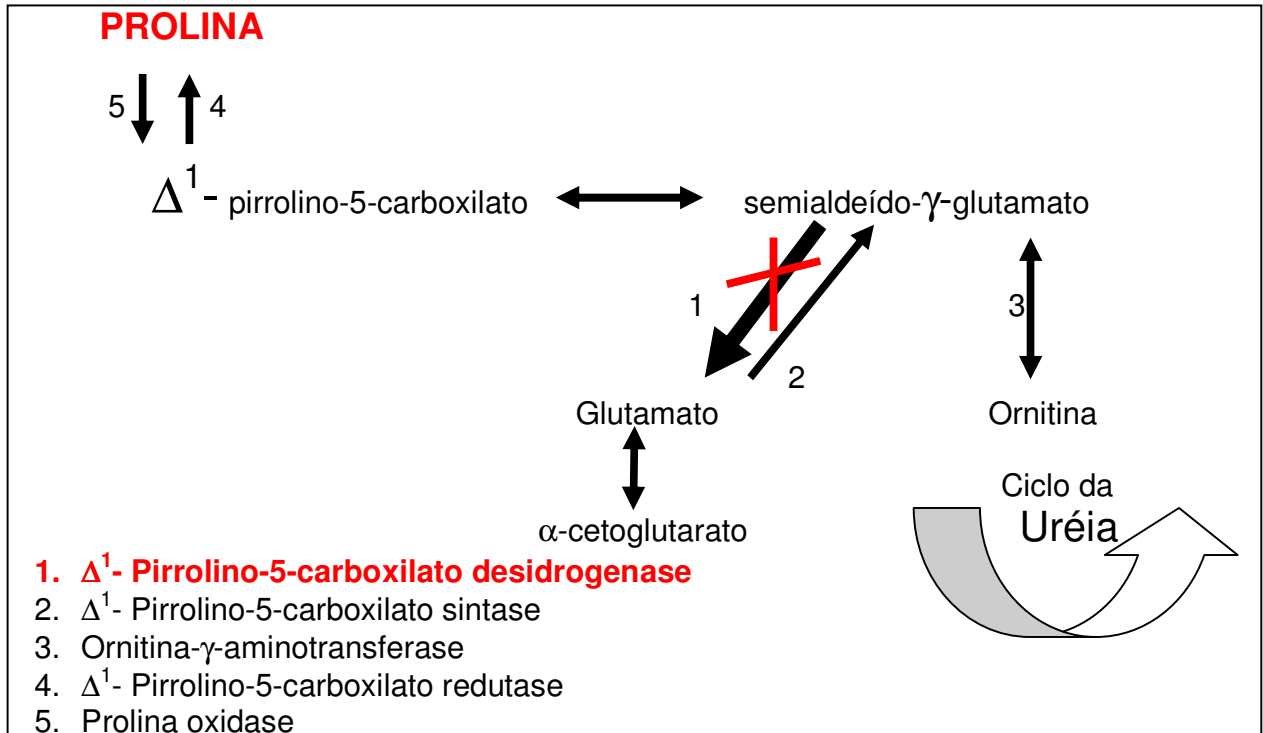 PROLINA
5 4
Δ¹- pirrolino-5-carboxilato semialdeído-γ-glutamato
1 3
2
Glutamato Ornitina
Ciclo da
Uréia
α-cetoglutarato
1. Δ¹- Pirrolino-5-carboxilato desidrogenase
2. Δ¹- Pirrolino-5-carboxilato sintase
3. Ornitina-γ-aminotransferase
4. Δ¹- Pirrolino-5-carboxilato redutase
5. Prolina oxidase